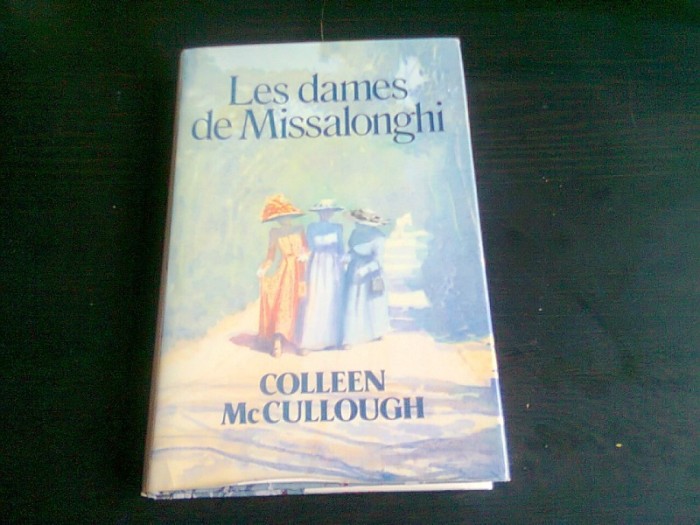 Les dames
de Missalonghi
COLLEEN
McCULLOUGH